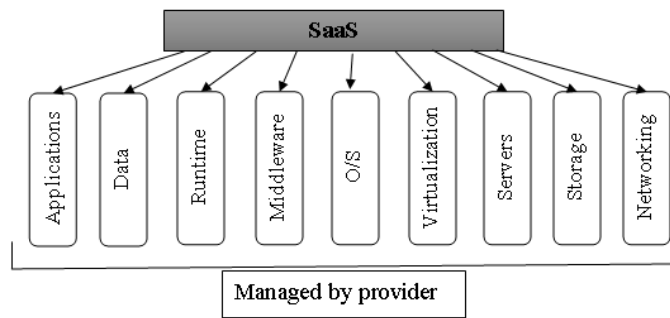 SaaS
Applications
Data
Runtime
Middleware
O/S
Virtualization
Servers
Storage
Networking
Managed by provider